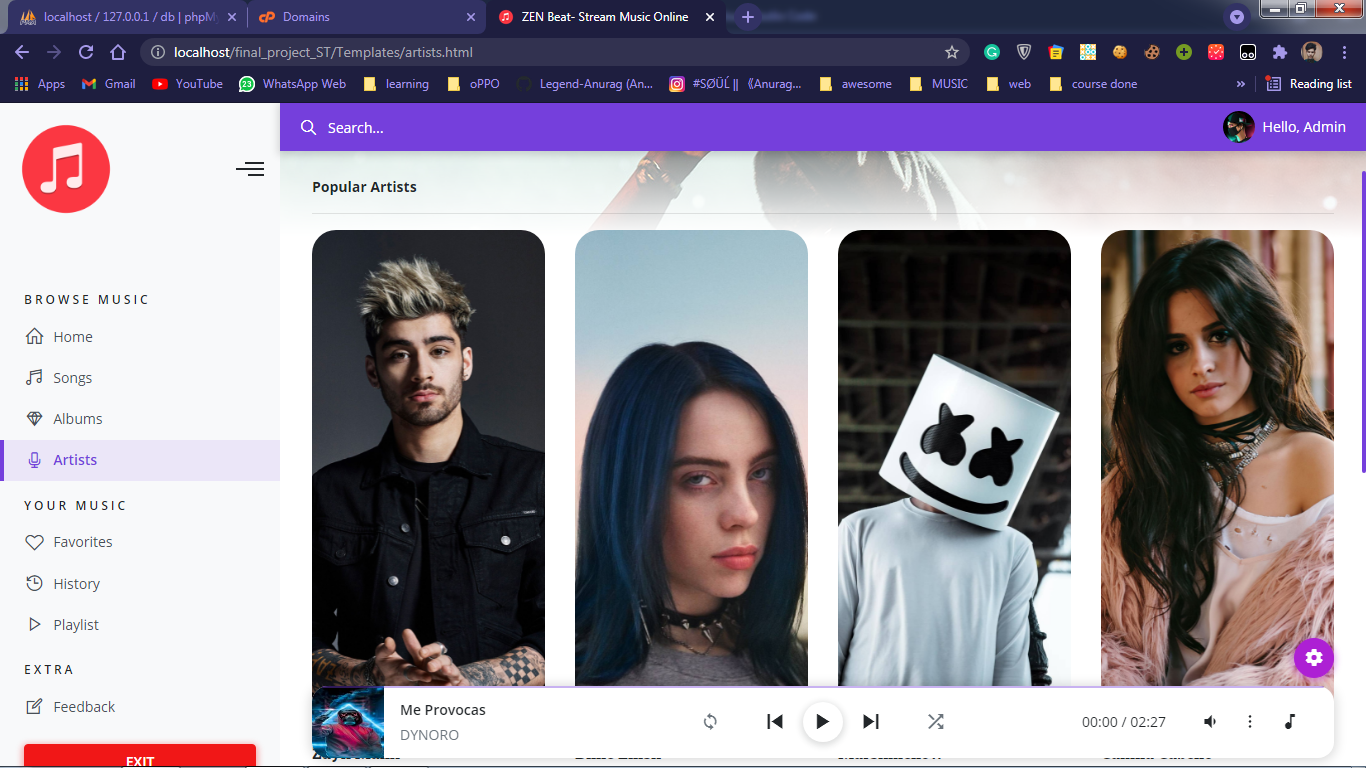 localhost / 127.0.0.1 / db | phpMy
Domains
ZEN Beat- Stream Music Online
localhost/final_project_ST/Templates/artists.html
Apps
Gmail
YouTube
23
WhatsApp Web
learning
oPPO
Legend-Anurag (An...
#SØÜĹ || 《Anurag...
awesome
MUSIC
web
course done
»
Reading list
Search...
Hello, Admin
Popular Artists
BROWSE MUSIC
Home
Songs
Albums
Artists
YOUR MUSIC
Favorites
History
Playlist
EXTRA
Feedback
EXIT
Me Provocas
DYNORO
00:00 / 02:27